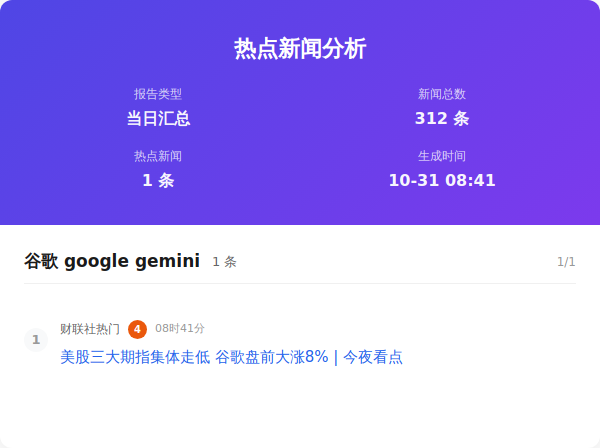 热点新闻分析
报告类型
新闻总数
当日汇总
312 条
热点新闻
生成时间
1 条
10-31 08:41
谷歌 google gemini 1 条 1/1
1 财联社热门 4 08时41分
美股三大期指集体走低 谷歌盘前大涨8% | 今夜看点